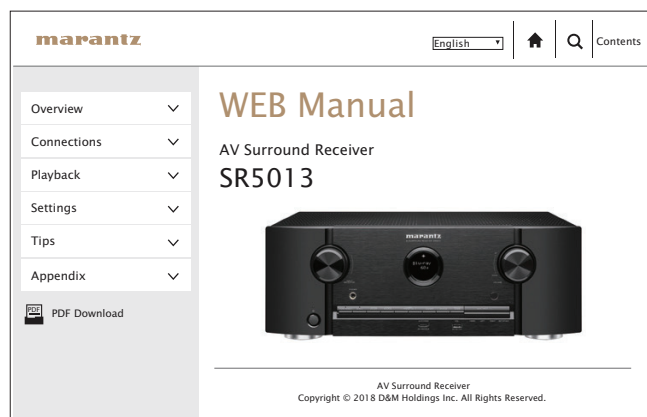 marantz
English
Contents
Overview
Connections
Playback
Settings
Tips
Appendix
PDF
PDF Download
WEB Manual
AV Surround Receiver
SR5013
marantz
AV Surround Receiver
Copyright © 2018 D&M Holdings Inc. All Rights Reserved.